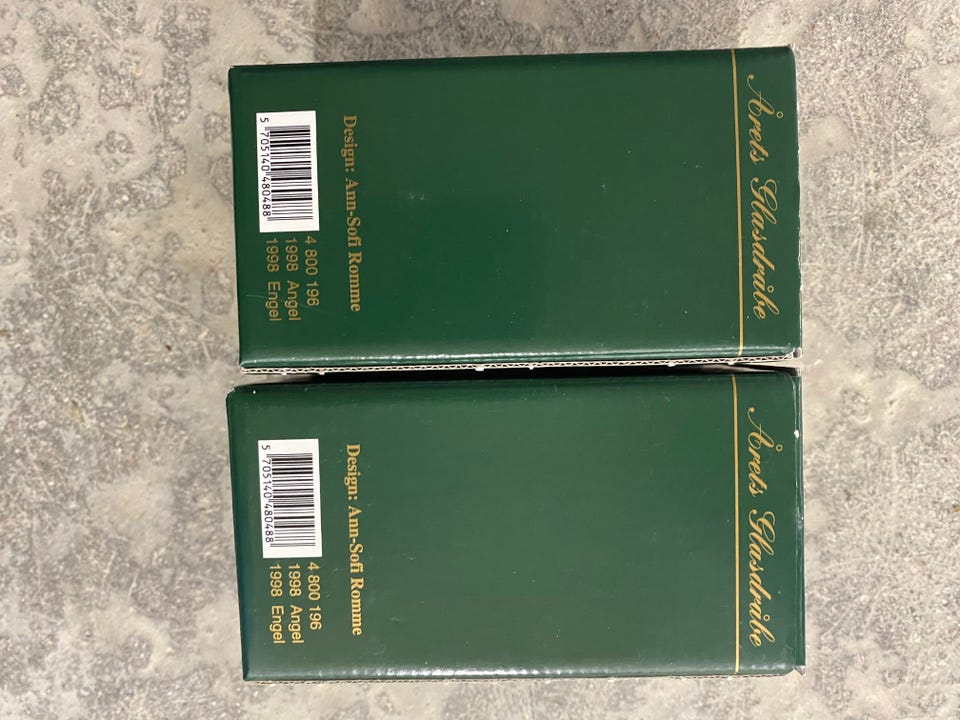 Årets Glasdråbe
Design: Ann-Sofi Romme
4 800 196
1998 Angel
1998 Engel
5 705140 480488
Årets Glasdråbe
Design: Ann-Sofi Romme
4 800 196
1998 Angel
1998 Engel
5 705140 480488